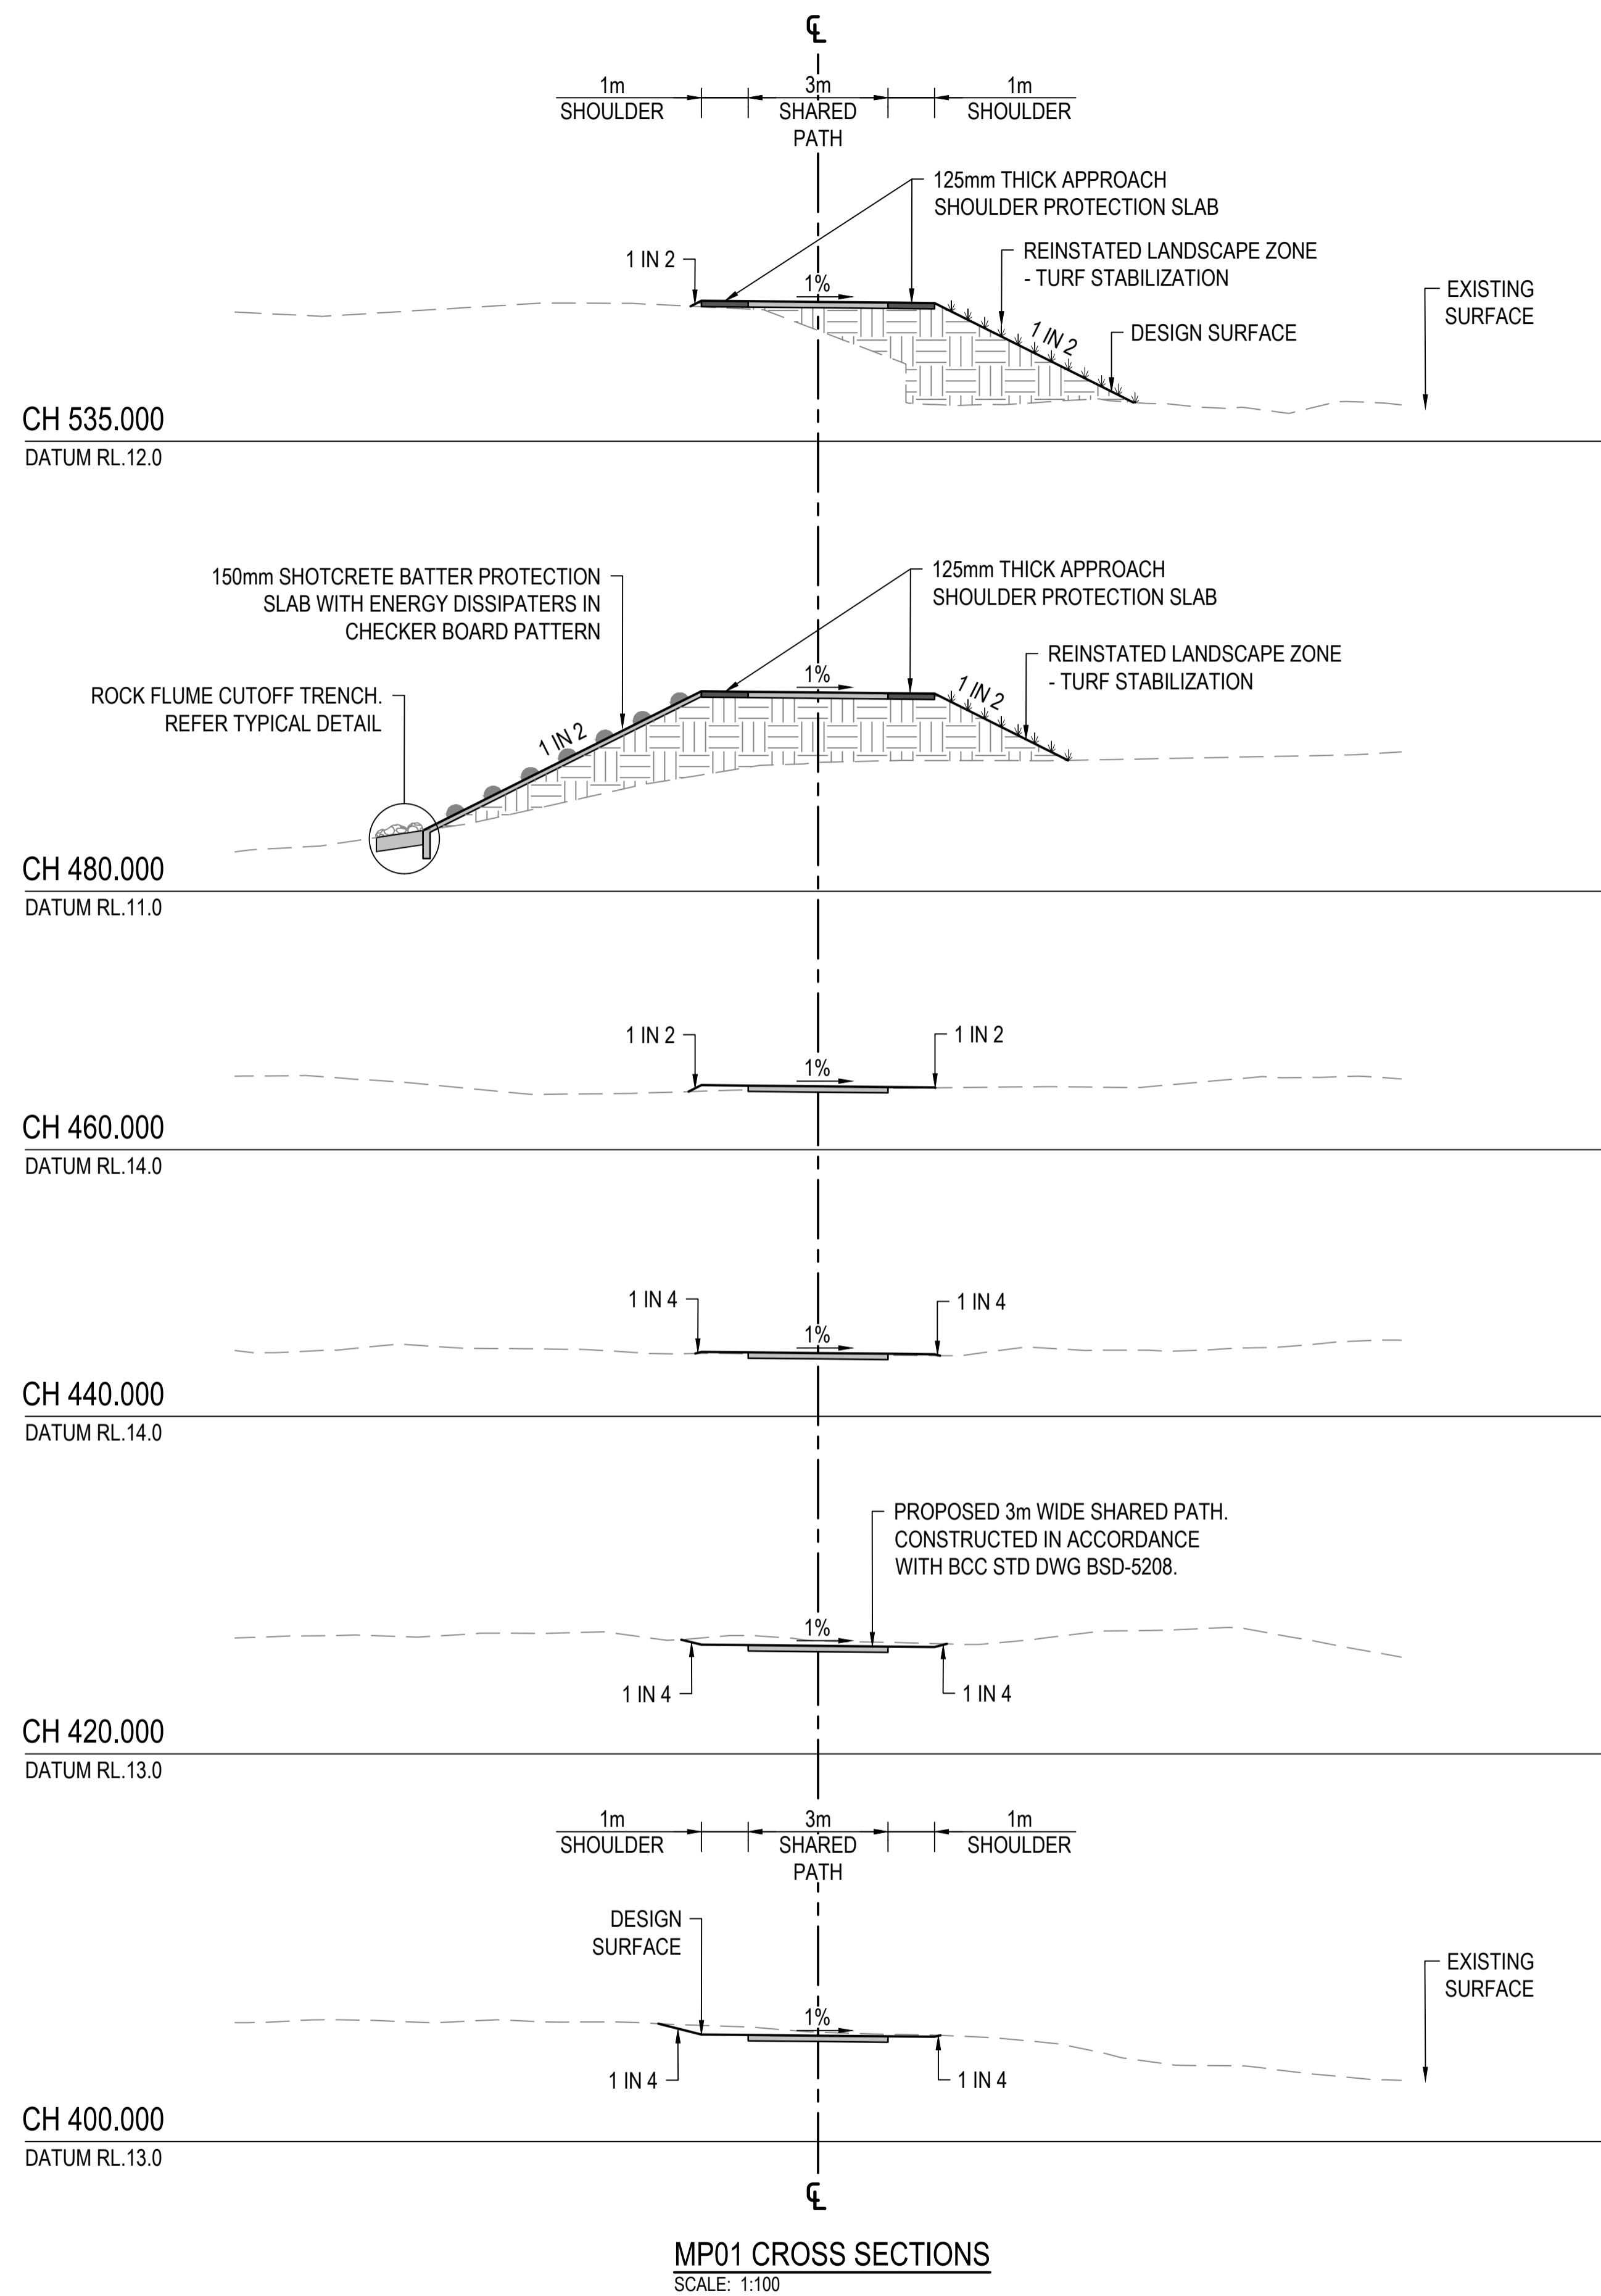 ℄
1m
SHOULDER
3m
SHARED
PATH
1m
SHOULDER
125mm THICK APPROACH
SHOULDER PROTECTION SLAB
REINSTATED LANDSCAPE ZONE
- TURF STABILIZATION
1 IN 2
1%
1 IN 2
DESIGN SURFACE
EXISTING
SURFACE
CH 535.000
DATUM RL.12.0
150mm SHOTCRETE BATTER PROTECTION
SLAB WITH ENERGY DISSIPATERS IN
CHECKER BOARD PATTERN
125mm THICK APPROACH
SHOULDER PROTECTION SLAB
REINSTATED LANDSCAPE ZONE
- TURF STABILIZATION
ROCK FLUME CUTOFF TRENCH.
REFER TYPICAL DETAIL
1 IN 2
1%
1 IN 2
CH 480.000
DATUM RL.11.0
1 IN 2
1%
1 IN 2
CH 460.000
DATUM RL.14.0
1 IN 4
1%
1 IN 4
CH 440.000
DATUM RL.14.0
PROPOSED 3m WIDE SHARED PATH.
CONSTRUCTED IN ACCORDANCE
WITH BCC STD DWG BSD-5208.
1%
1 IN 4
1 IN 4
CH 420.000
DATUM RL.13.0
1m
SHOULDER
3m
SHARED
PATH
1m
SHOULDER
DESIGN
SURFACE
EXISTING
SURFACE
1%
1 IN 4
1 IN 4
CH 400.000
DATUM RL.13.0
℄
MP01 CROSS SECTIONS
SCALE: 1:100